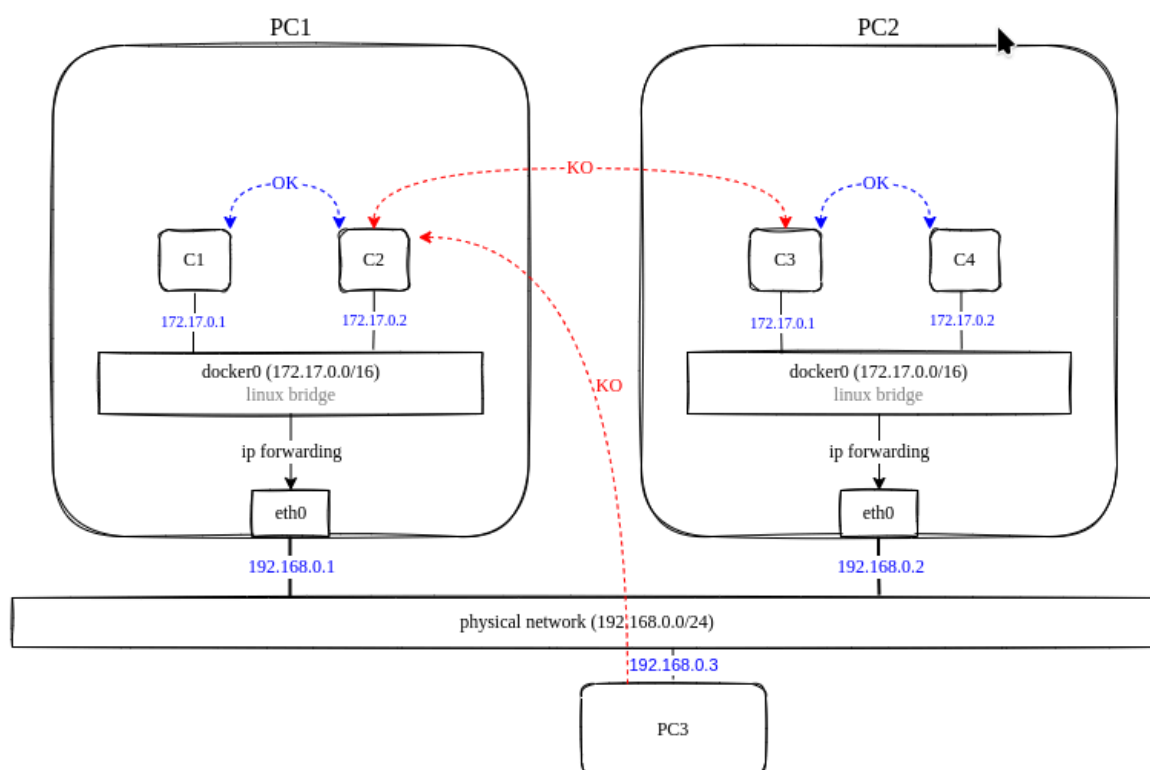 PC1
PC2
KO
OK
OK
C1
C2
C3
C4
172.17.0.1
172.17.0.2
172.17.0.1
172.17.0.2
docker0 (172.17.0.0/16)
linux bridge
docker0 (172.17.0.0/16)
linux bridge
KO
ip forwarding
ip forwarding
eth0
eth0
192.168.0.1
192.168.0.2
physical network (192.168.0.0/24)
192.168.0.3
PC3